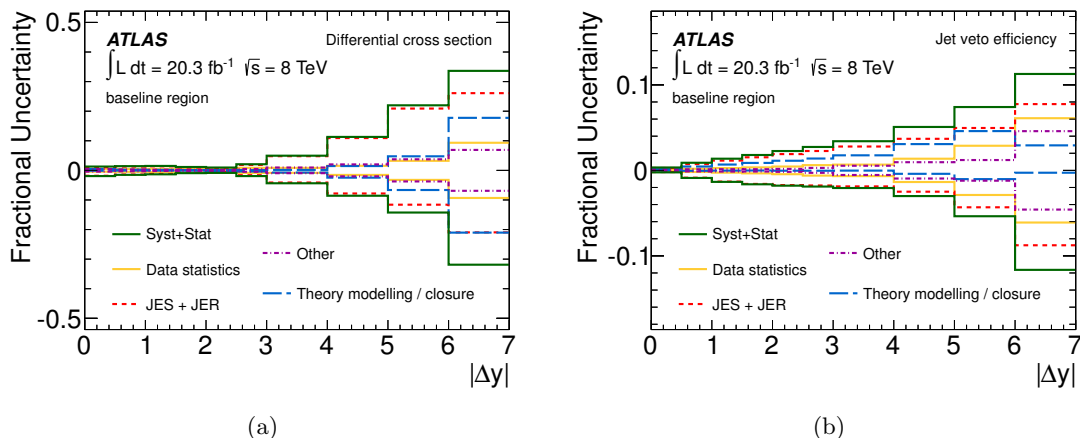 Fractional Uncertainty
0.5
0
-0.5
ATLAS
Differential cross section
∫L dt = 20.3 fb⁻¹ √s = 8 TeV
baseline region
Syst+Stat
Data statistics
JES + JER
Other
Theory modelling / closure
0 1 2 3 4 5 6 7
|Δy|
(a)
Fractional Uncertainty
0.1
0
-0.1
ATLAS
Jet veto efficiency
∫L dt = 20.3 fb⁻¹ √s = 8 TeV
baseline region
Syst+Stat
Data statistics
JES + JER
Other
Theory modelling / closure
0 1 2 3 4 5 6 7
|Δy|
(b)